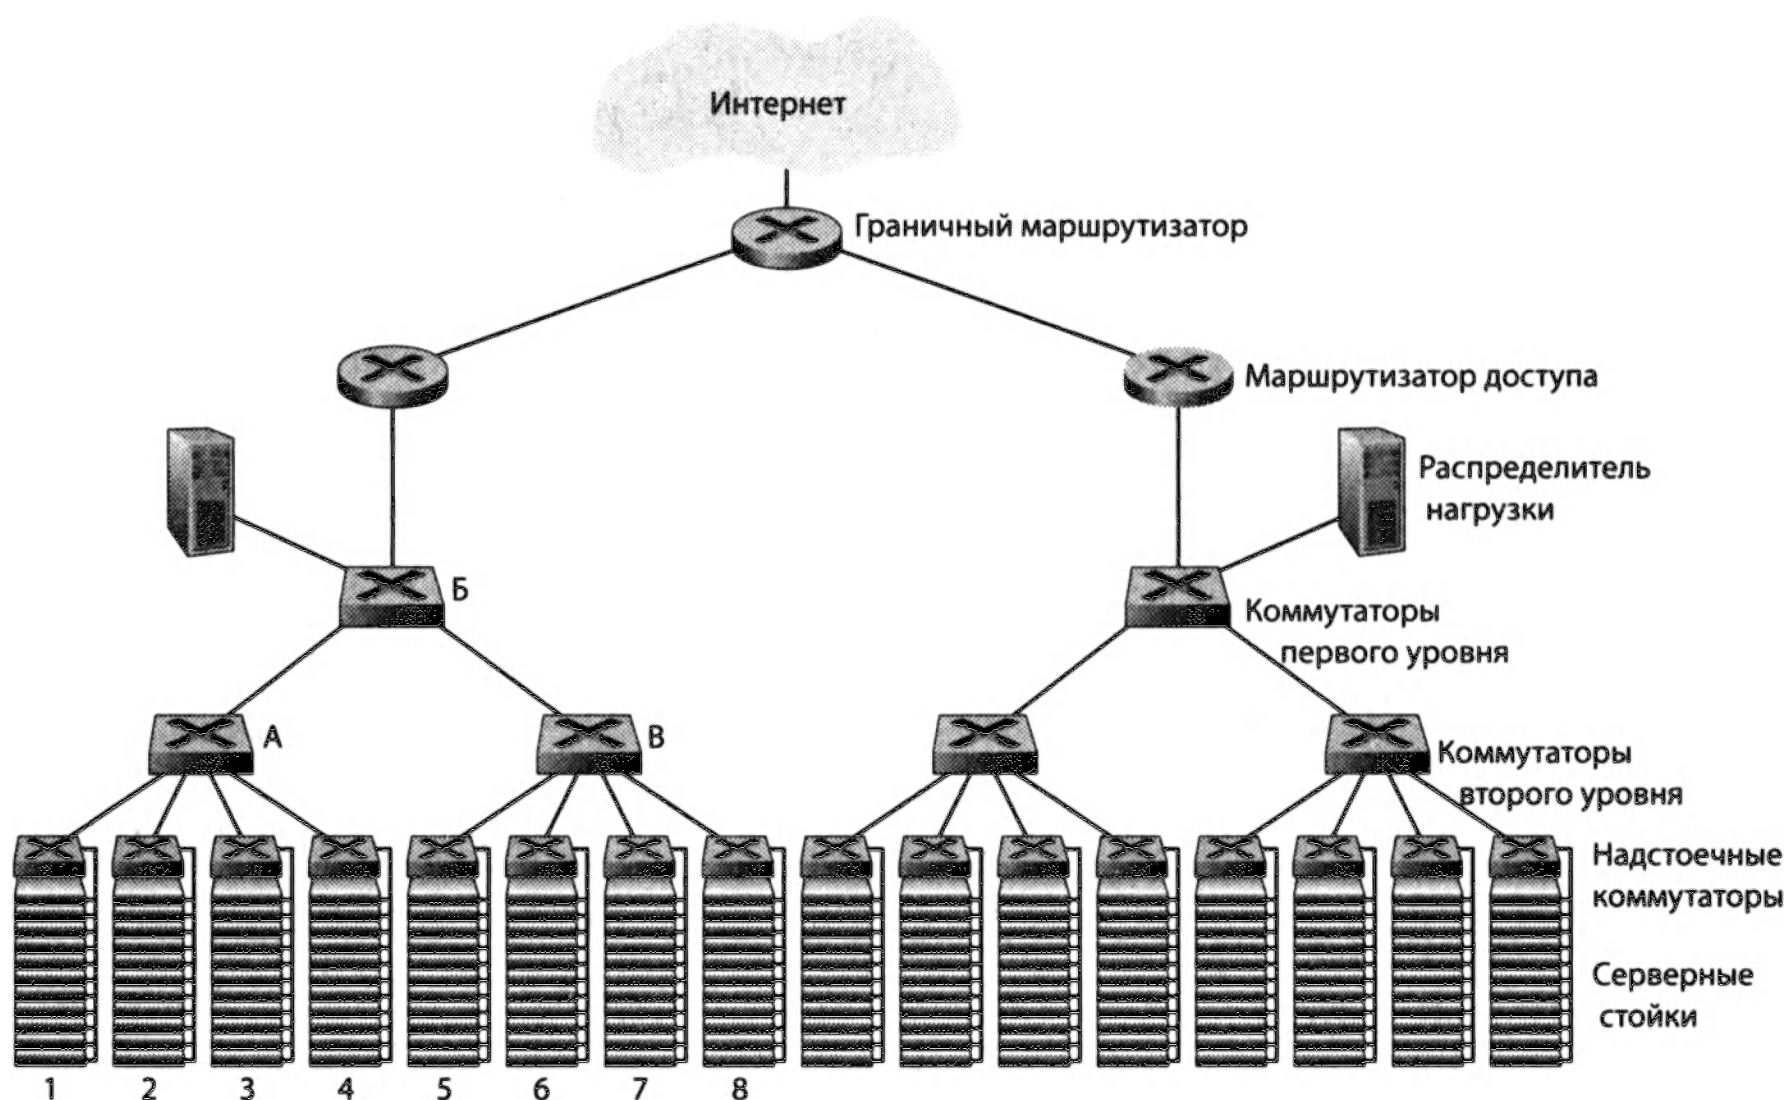 Интернет
Граничный маршрутизатор
Маршрутизатор доступа
Распределитель
нагрузки
Б
Коммутаторы
первого уровня
А
В
Коммутаторы
второго уровня
Надстоечные
коммутаторы
Серверные
стойки
1 2 3 4 5 6 7 8